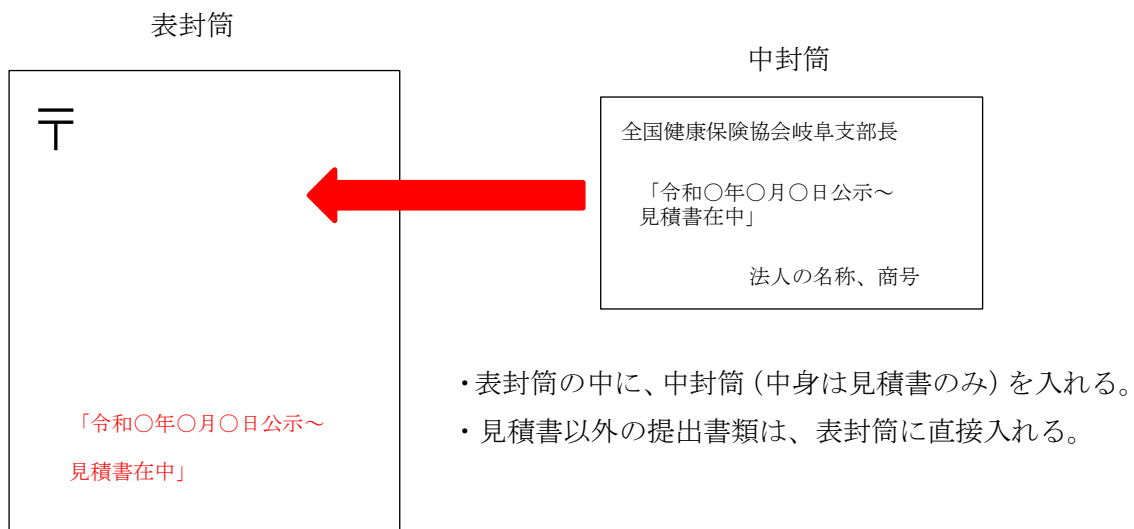 表封筒
〒
「令和○年○月○日公示～
見積書在中」
中封筒
全国健康保険協会岐阜支部長
「令和○年○月○日公示～
見積書在中」
法人の名称、商号
・表封筒の中に、中封筒（中身は見積書のみ）を入れる。
・見積書以外の提出書類は、表封筒に直接入れる。